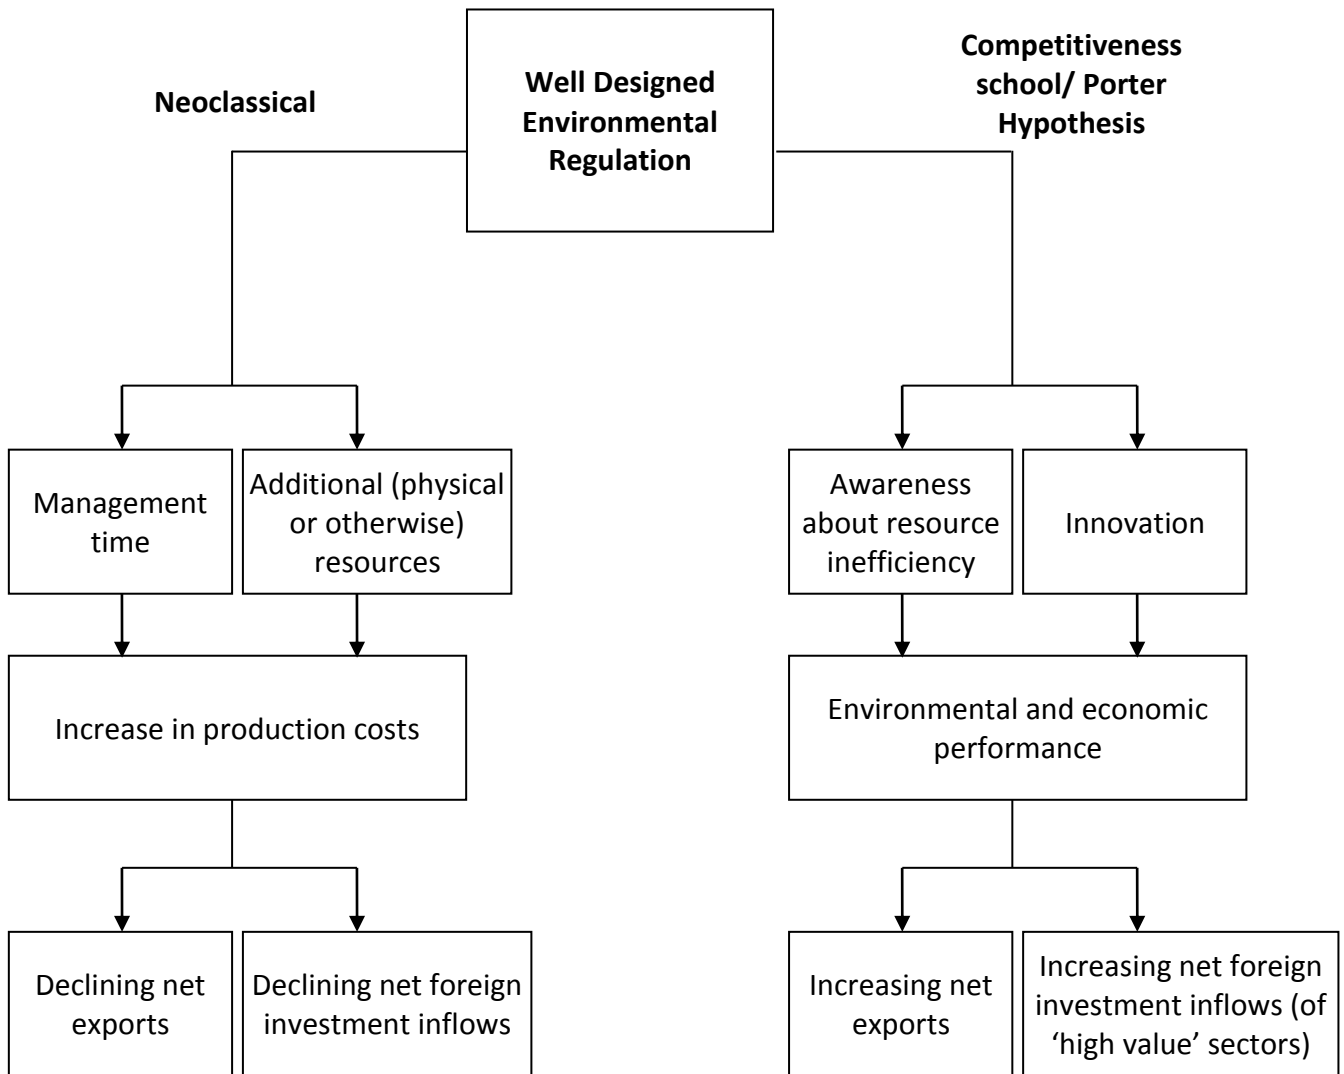 Neoclassical
Well Designed
Environmental
Regulation
Competitiveness
school/ Porter
Hypothesis
Management
time
Additional (physical
or otherwise)
resources
Awareness
about resource
inefficiency
Innovation
Increase in production costs
Environmental and economic
performance
Declining net
exports
Declining net foreign
investment inflows
Increasing net
exports
Increasing net foreign
investment inflows (of
‘high value’ sectors)